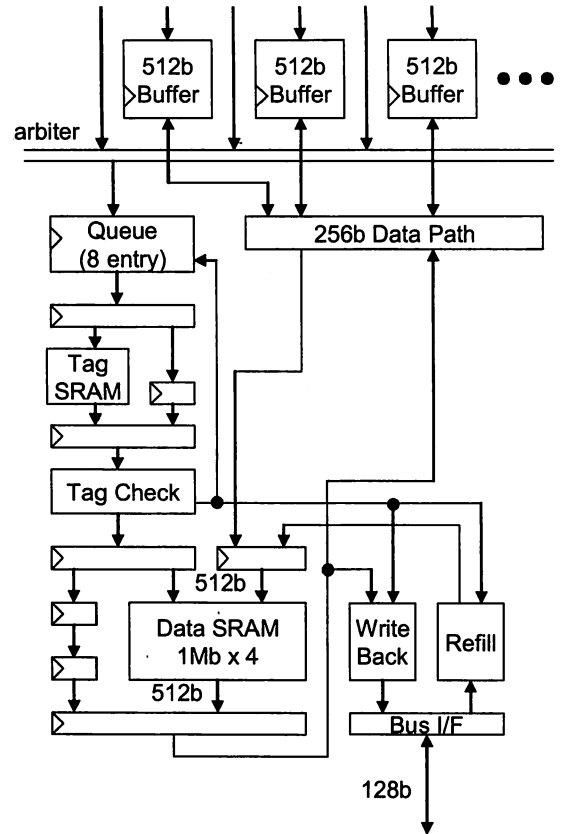 512b
Buffer
512b
Buffer
512b
Buffer
arbiter
Queue
(8 entry)
256b Data Path
Tag
SRAM
Tag Check
512b
Data SRAM
1Mb x 4
Write
Back
Refill
512b
Bus I/F
128b